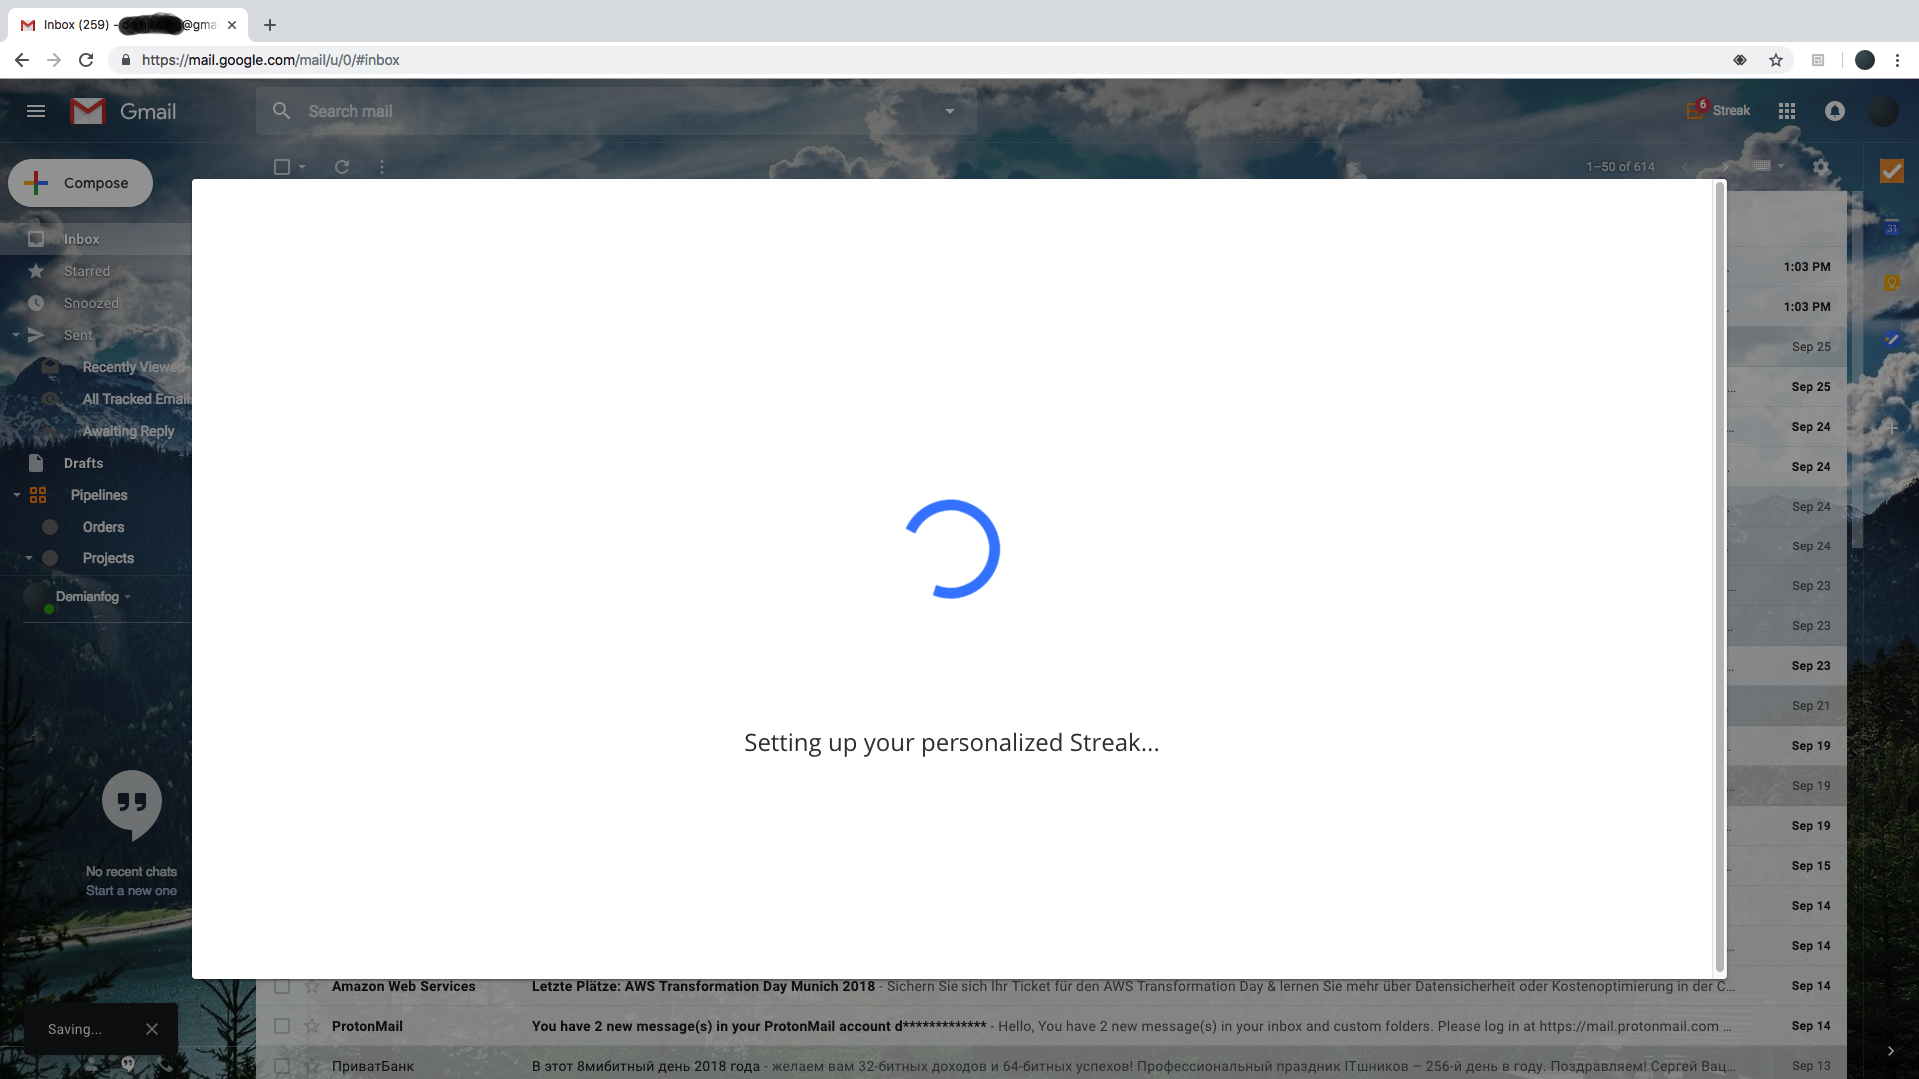 Inbox (259) - @gma
https://mail.google.com/mail/u/0/#inbox
Gmail
Search mail
6
Streak
Compose
1–50 of 614
Inbox
Starred
Snoozed
Sent
Recently Viewed
All Tracked Email
Awaiting Reply
Drafts
Pipelines
Orders
Projects
Demianfog
31
1:03 PM
1:03 PM
Sep 25
Sep 25
Sep 24
Sep 24
Sep 24
Sep 24
Sep 23
Sep 23
Sep 23
Sep 21
Sep 19
Sep 19
Sep 19
Sep 15
Sep 14
Sep 14
Setting up your personalized Streak...
No recent chats
Start a new one
Amazon Web Services Letzte Plätze: AWS Transformation Day Munich 2018 - Sichern Sie sich Ihr Ticket für den AWS Transformation Day & lernen Sie mehr über Datensicherheit oder Kostenoptimierung in der C... Sep 14
ProtonMail You have 2 new message(s) in your ProtonMail account d************* - Hello, You have 2 new message(s) in your inbox and custom folders. Please log in at https://mail.protonmail.com ... Sep 14
ПриватБанк В этот 8мибитный день 2018 года - желаем вам 32-битных доходов и 64-битных успехов! Профессиональный праздник ITшников – 256-й день в году. Поздравляем! Сергей Вац... Sep 13
Saving...